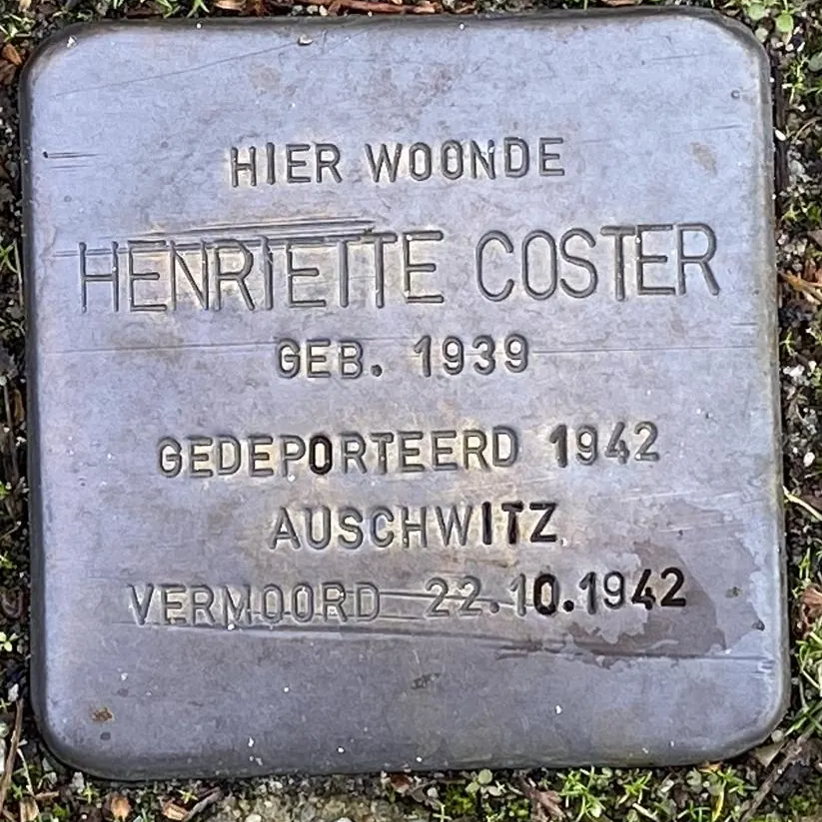 HIER WOONDE
HENRIETTE COSTER
GEB. 1939
GEDEPORTEERD 1942
AUSCHWITZ
VERMOORD 22.10.1942